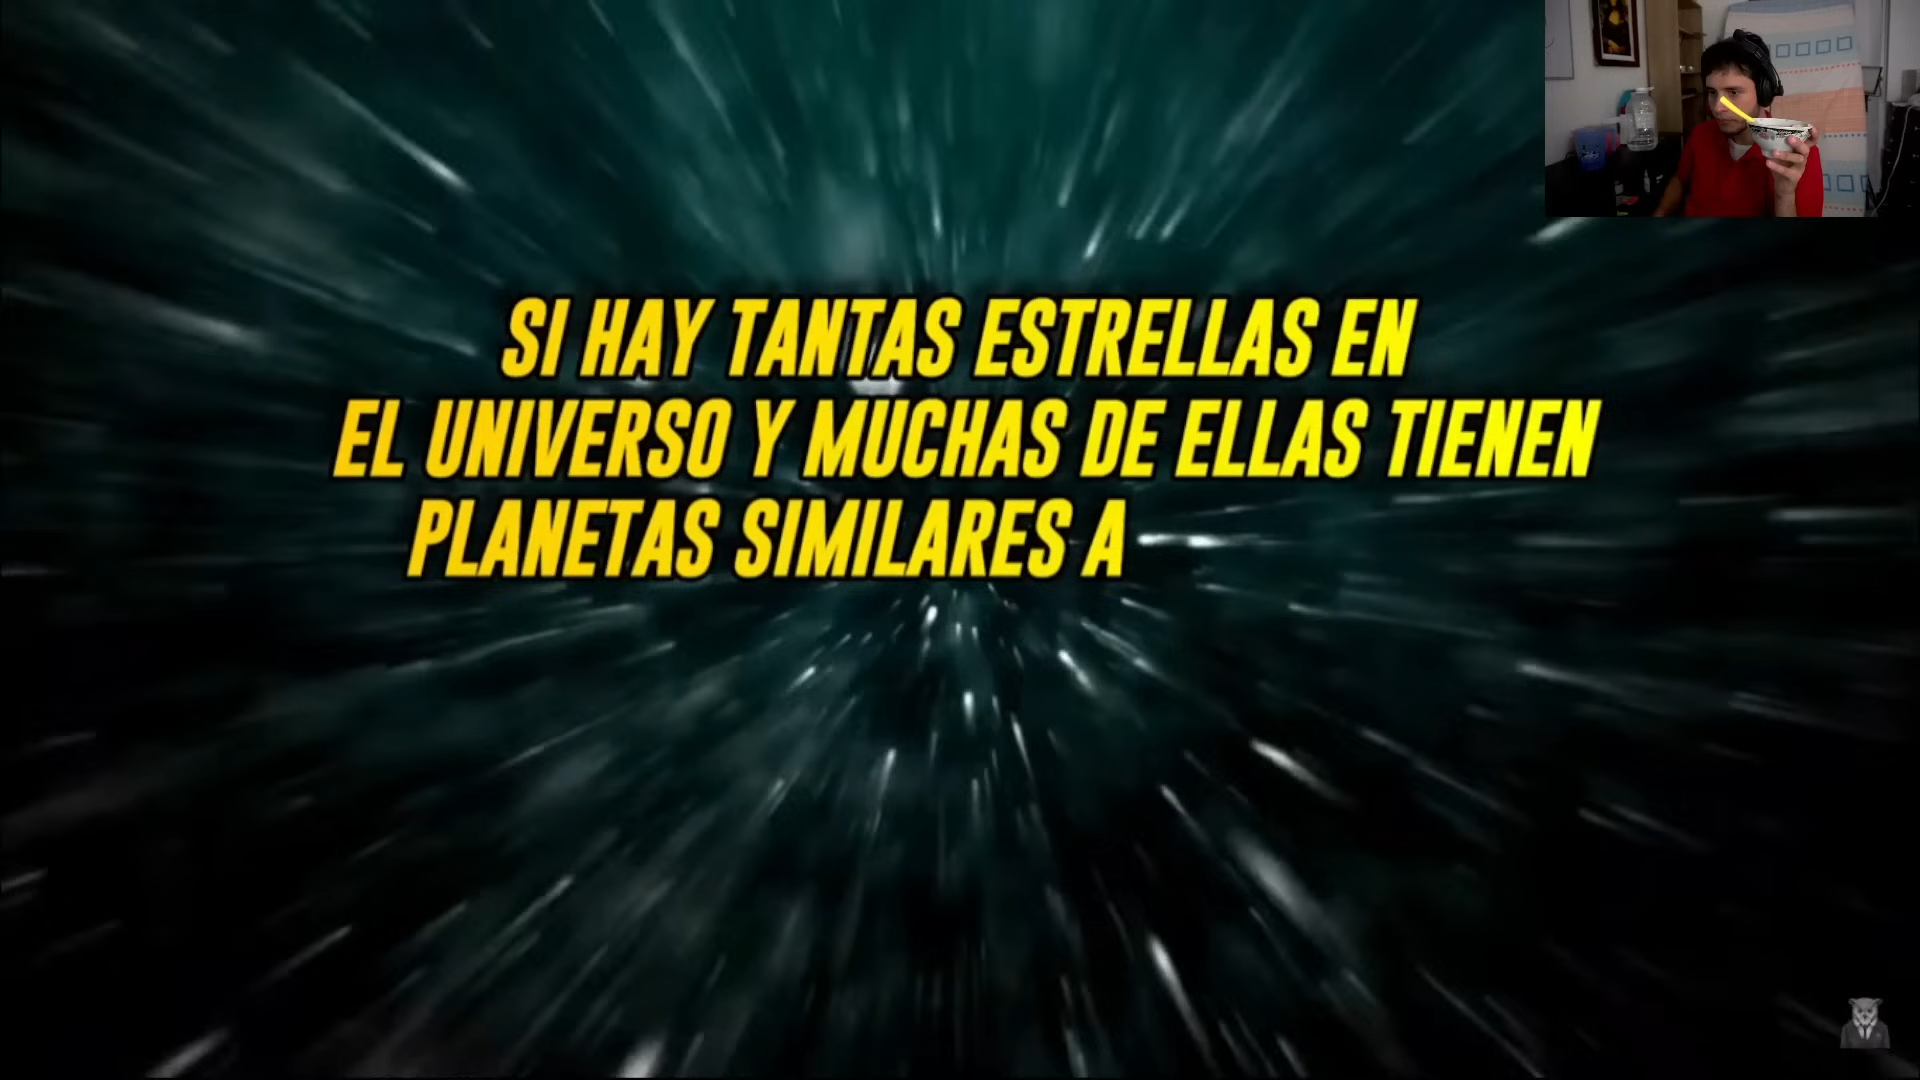 SI HAY TANTAS ESTRELLAS EN
EL UNIVERSO Y MUCHAS DE ELLAS TIENEN
PLANETAS SIMILARES A